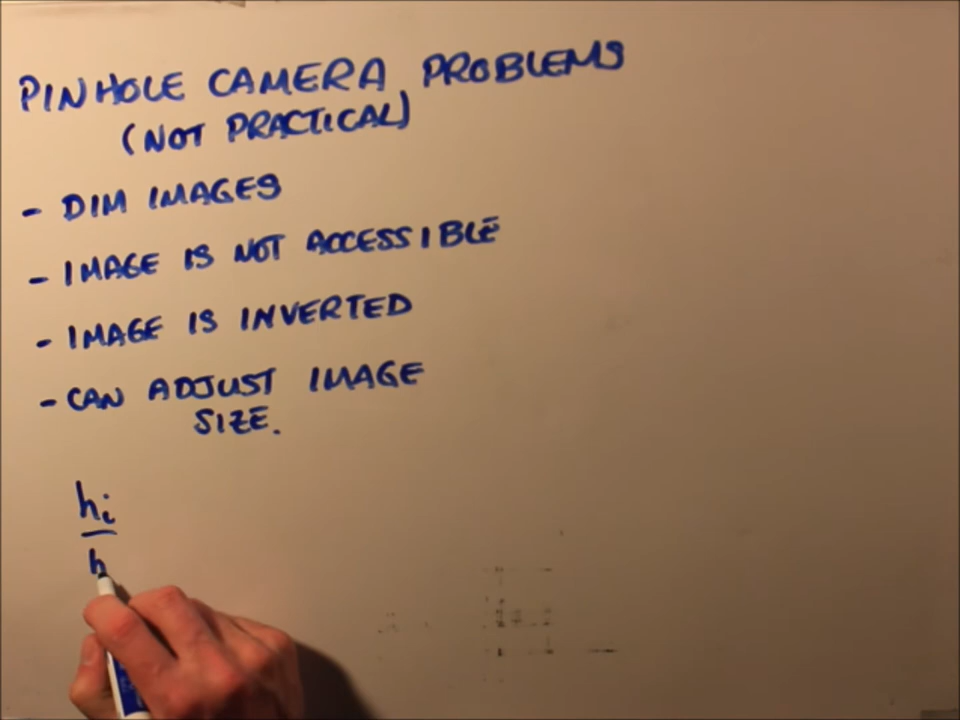 PINHOLE CAMERA PROBLEMS
(NOT PRACTICAL)
- DIM IMAGES
- IMAGE IS NOT ACCESSIBLE
- IMAGE IS INVERTED
- CAN ADJUST IMAGE
SIZE.
hi
h